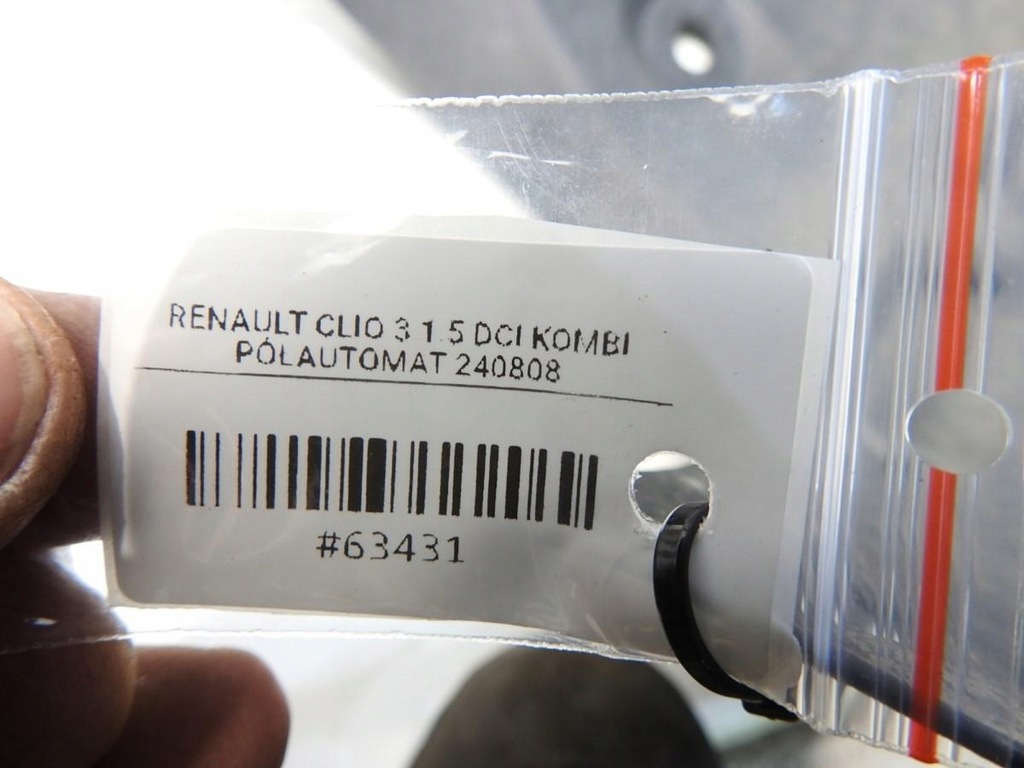 RENAULT CLIO 3 1.5 DCI KOMBI
PÓŁAUTOMAT 240808
#63431